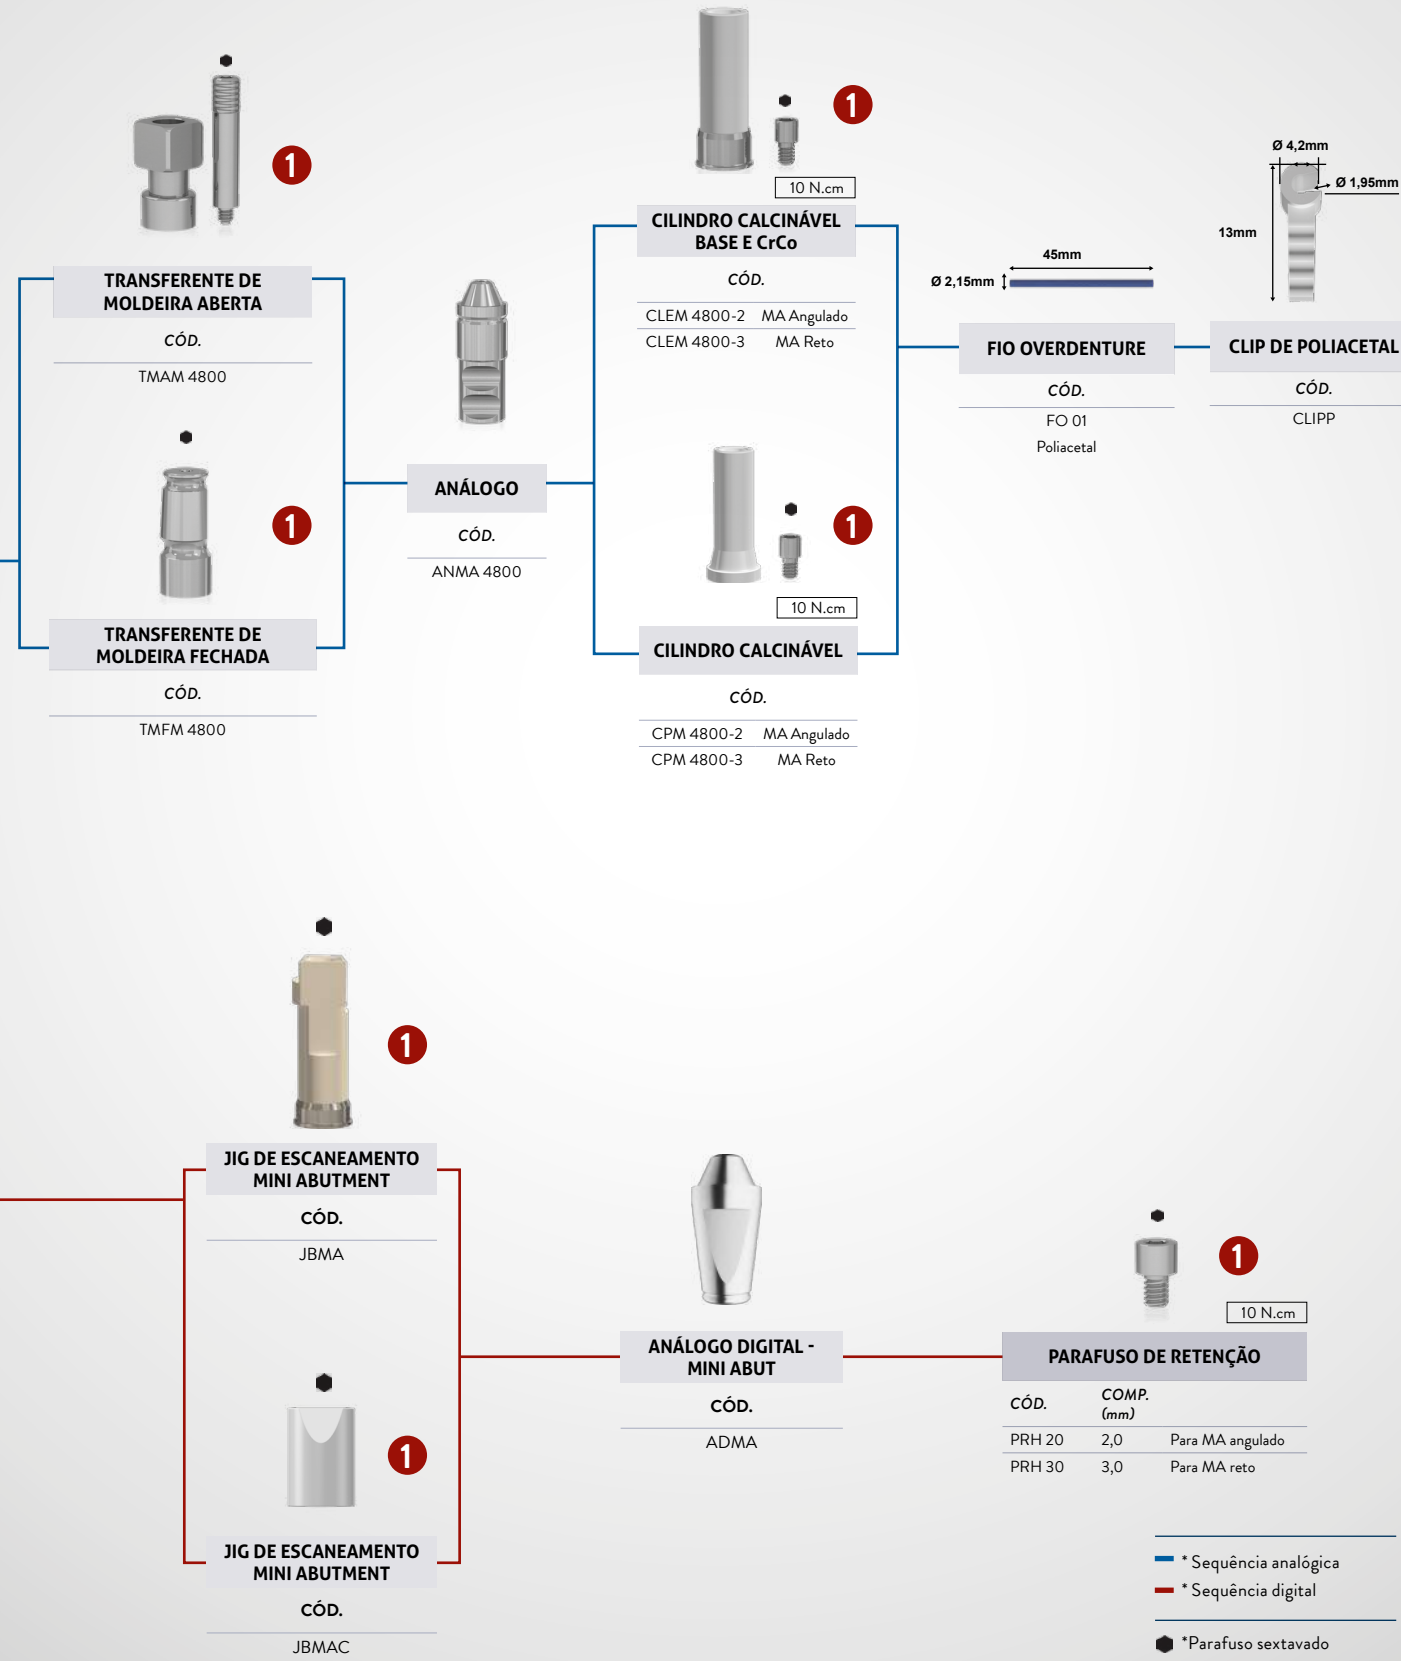 1
TRANSFERENTE DE
MOLDEIRA ABERTA
CÓD.
TMAM 4800
1
TRANSFERENTE DE
MOLDEIRA FECHADA
CÓD.
TMFM 4800
ANÁLOGO
CÓD.
ANMA 4800
1
10 N.cm
CILINDRO CALCINÁVEL
BASE E CrCo
CÓD.
CLEM 4800-2 MA Angulado
CLEM 4800-3 MA Reto
1
10 N.cm
CILINDRO CALCINÁVEL
CÓD.
CPM 4800-2 MA Angulado
CPM 4800-3 MA Reto
45mm
Ø 2,15mm
FIO OVERDENTURE
CÓD.
FO 01
Poliacetal
Ø 4,2mm
Ø 1,95mm
13mm
CLIP DE POLIACETAL
CÓD.
CLIPP
1
JIG DE ESCANEAMENTO
MINI ABUTMENT
CÓD.
JBMA
1
JIG DE ESCANEAMENTO
MINI ABUTMENT
CÓD.
JBMAC
ANÁLOGO DIGITAL -
MINI ABUT
CÓD.
ADMA
1
10 N.cm
PARAFUSO DE RETENÇÃO
CÓD. COMP.
(mm)
PRH 20 2,0 Para MA angulado
PRH 30 3,0 Para MA reto
* Sequência analógica
* Sequência digital
*Parafuso sextavado